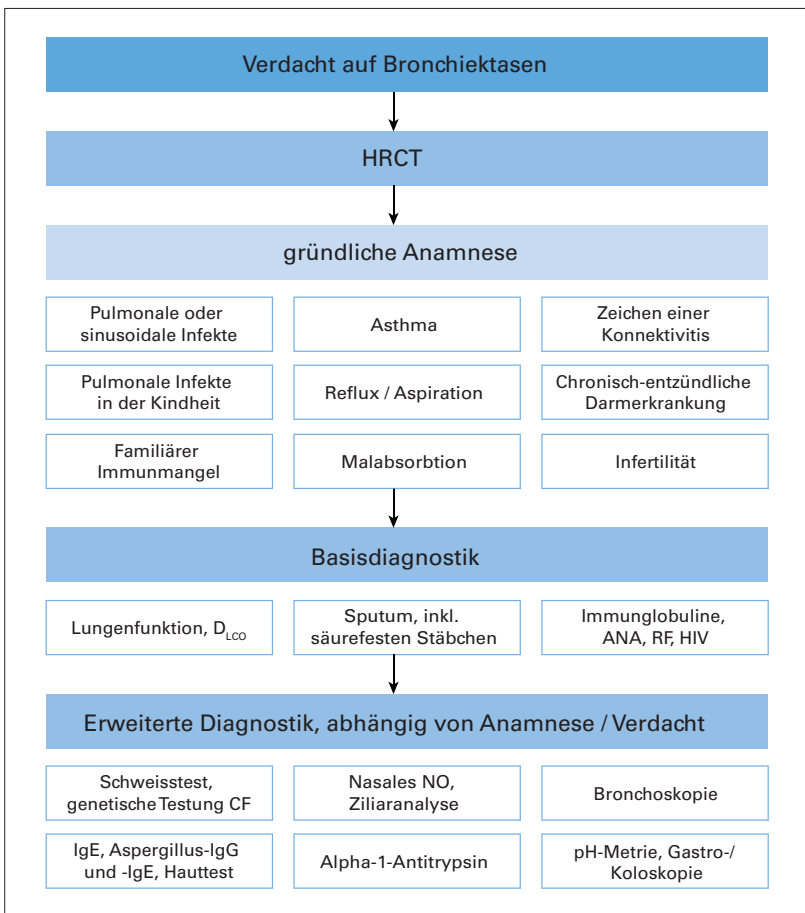 Verdacht auf Bronchiektasen
HRCT
gründliche Anamnese
Pulmonale oder
sinusoidale Infekte
Asthma
Zeichen einer
Konnektivitis
Pulmonale Infekte
in der Kindheit
Reflux / Aspiration
Chronisch-entzündliche
Darmerkrankung
Familiärer
Immunmangel
Malabsorbtion
Infertilität
Basisdiagnostik
Lungenfunktion, DLCO
Sputum, inkl.
säurefesten Stäbchen
Immunglobuline,
ANA, RF, HIV
Erweiterte Diagnostik, abhängig von Anamnese / Verdacht
Schweisstest,
genetische Testung CF
Nasales NO,
Ziliaranalyse
Bronchoskopie
IgE, Aspergillus-IgG
und -IgE, Hauttest
Alpha-1-Antitrypsin
pH-Metrie, Gastro-/
Koloskopie